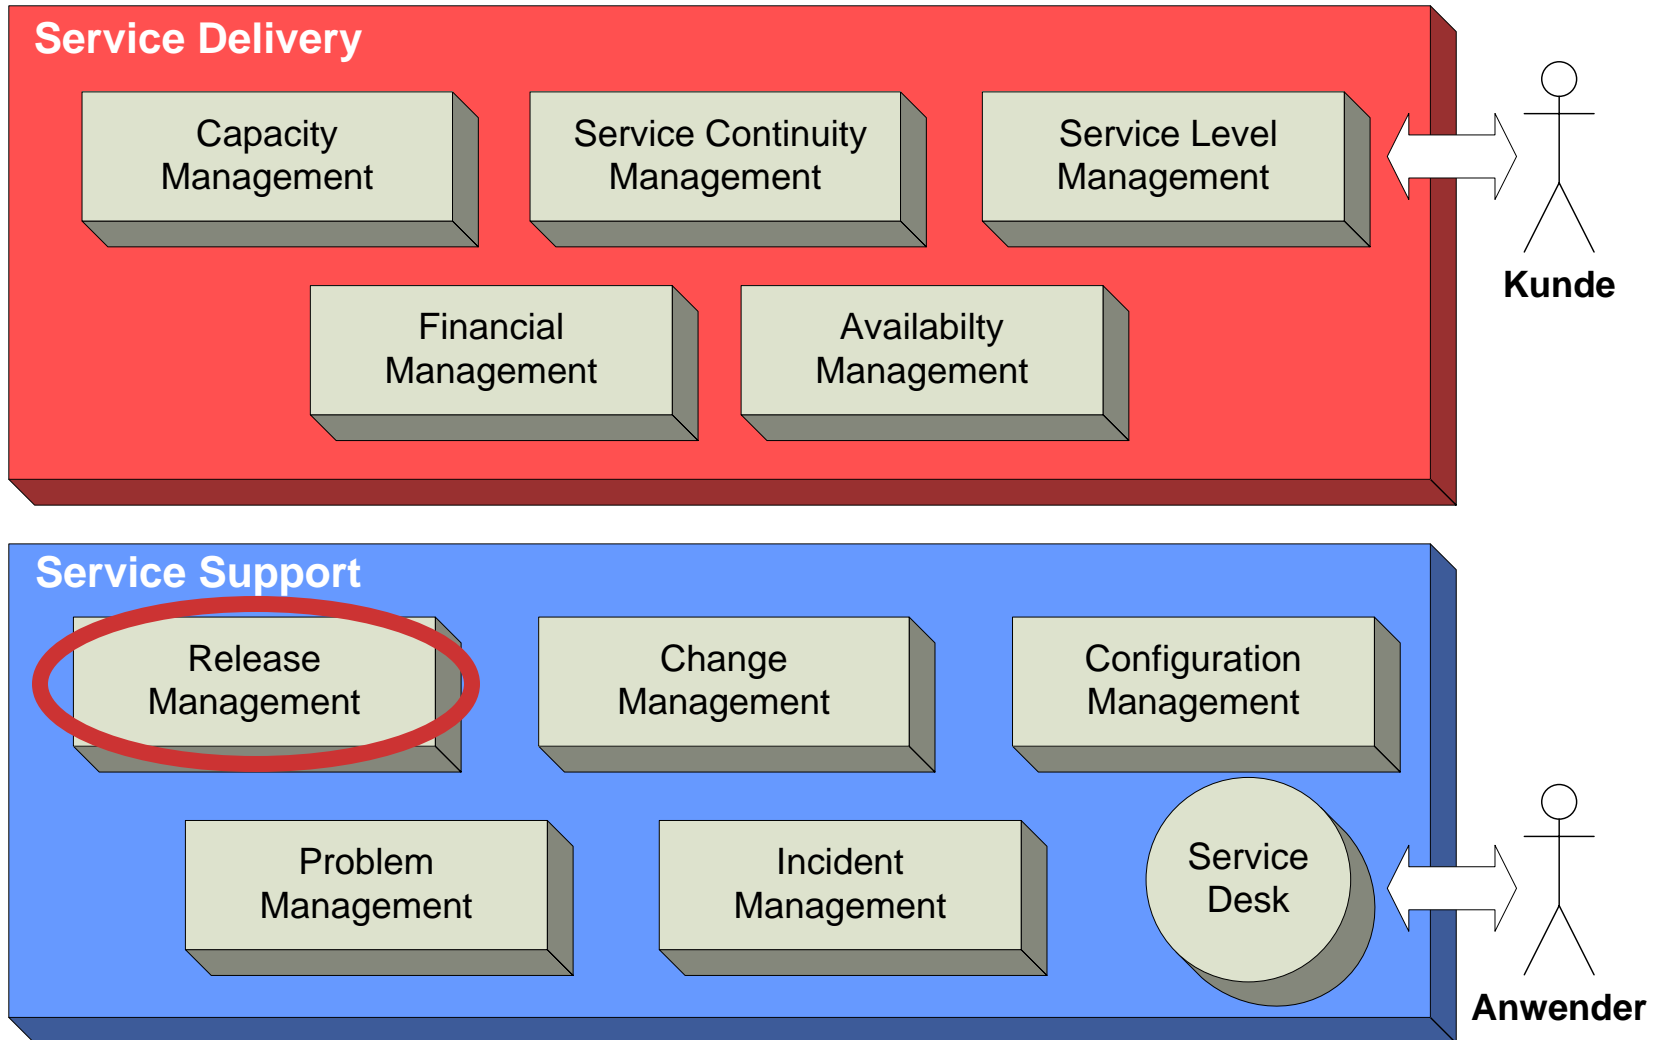 Service Delivery
Capacity
Management
Service Continuity
Management
Service Level
Management
Kunde
Financial
Management
Availabilty
Management
Service Support
Release
Management
Change
Management
Configuration
Management
Problem
Management
Incident
Management
Service
Desk
Anwender